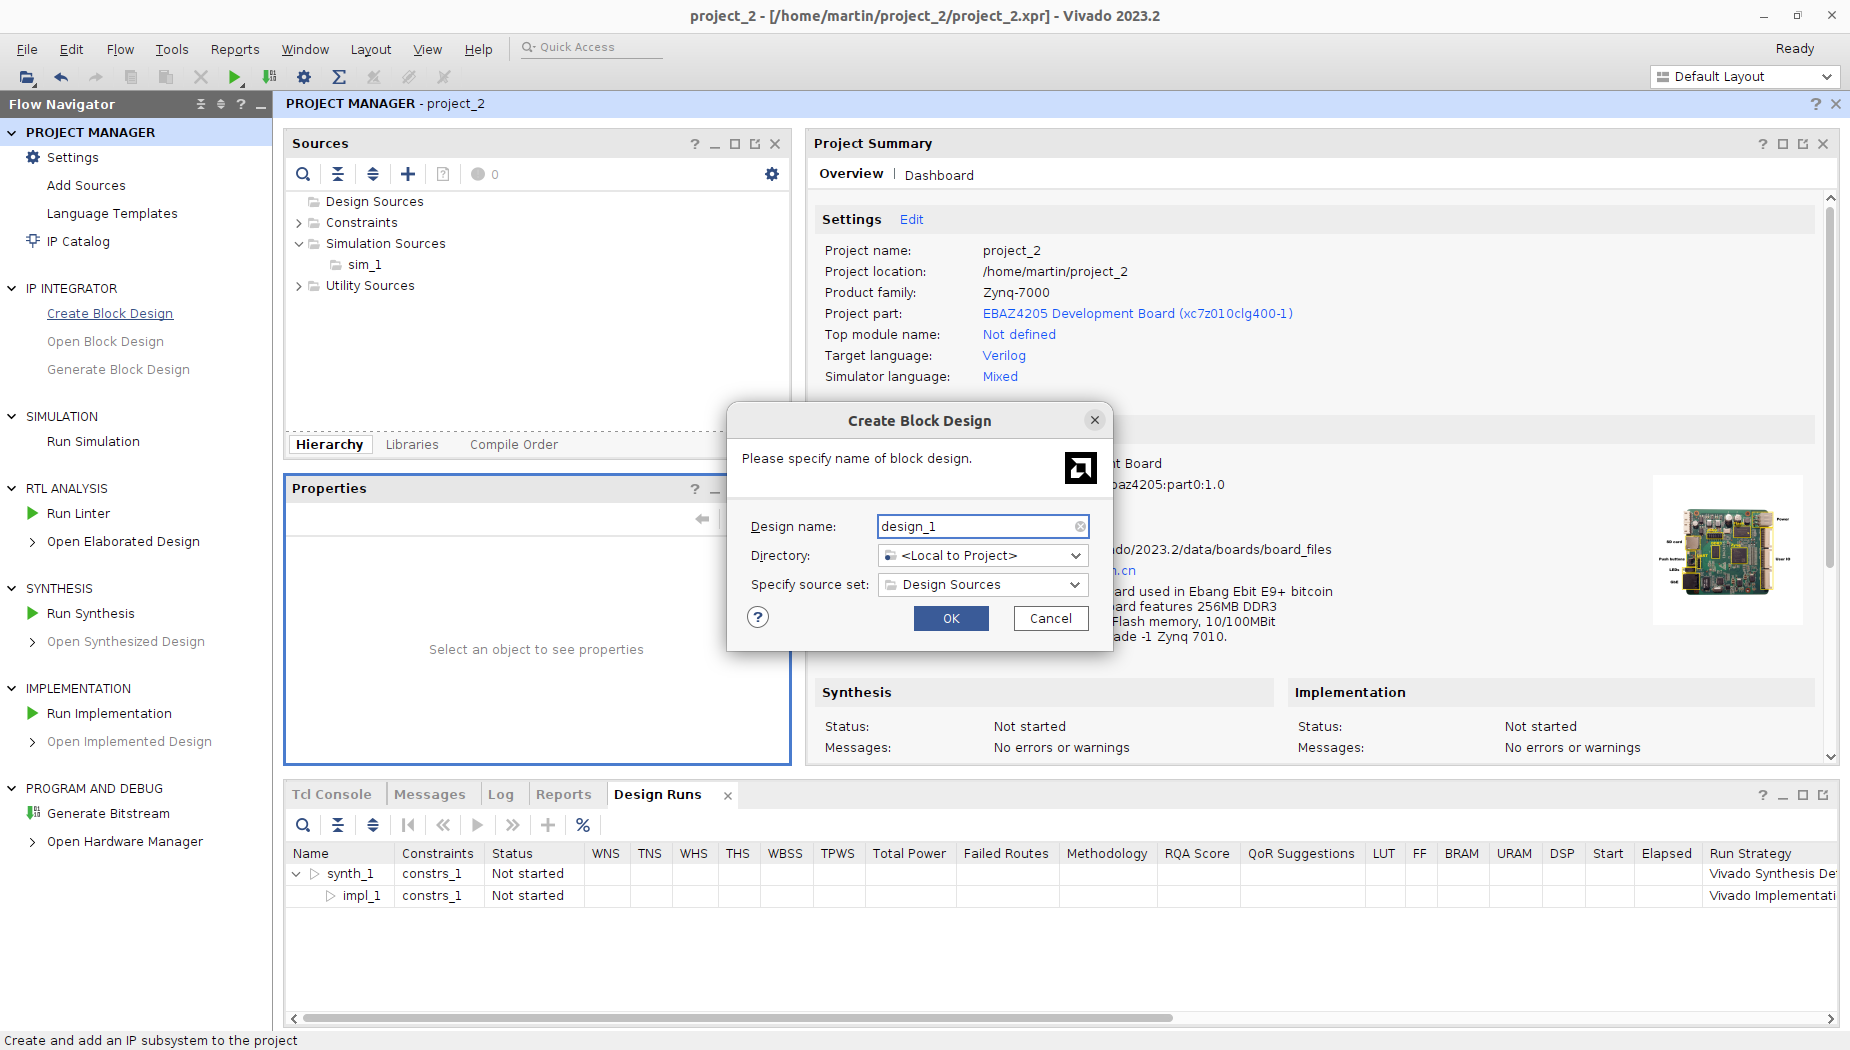 project_2 - [/home/martin/project_2/project_2.xpr] - Vivado 2023.2
File Edit Flow Tools Reports Window Layout View Help Quick Access Ready
Default Layout
Flow Navigator
PROJECT MANAGER
Settings
Add Sources
Language Templates
IP Catalog
IP INTEGRATOR
Create Block Design
Open Block Design
Generate Block Design
SIMULATION
Run Simulation
RTL ANALYSIS
Run Linter
Open Elaborated Design
SYNTHESIS
Run Synthesis
Open Synthesized Design
IMPLEMENTATION
Run Implementation
Open Implemented Design
PROGRAM AND DEBUG
Generate Bitstream
Open Hardware Manager
PROJECT MANAGER - project_2
Sources
0
Design Sources
Constraints
Simulation Sources
sim_1
Utility Sources
Hierarchy Libraries Compile Order
Properties
Select an object to see properties
Project Summary
Overview | Dashboard
Settings Edit
Project name: project_2
Project location: /home/martin/project_2
Product family: Zynq-7000
Project part: EBAZ4205 Development Board (xc7z010clg400-1)
Top module name: Not defined
Target language: Verilog
Simulator language: Mixed
Board
az4205:part0:1.0
do/2023.2/data/boards/board_files
.cn
ard used in Ebang Ebit E9+ bitcoin
ard features 256MB DDR3
Flash memory, 10/100MBit
ade -1 Zynq 7010.
Power
SD card
Push buttons
User IO
LEDs
Synthesis
Status: Not started
Messages: No errors or warnings
Implementation
Status: Not started
Messages: No errors or warnings
Create Block Design
Please specify name of block design.
Design name: design_1
Directory: <Local to Project>
Specify source set: Design Sources
? OK Cancel
Tcl Console Messages Log Reports Design Runs
Name Constraints Status WNS TNS WHS THS WBSS TPWS Total Power Failed Routes Methodology RQA Score QoR Suggestions LUT FF BRAM URAM DSP Start Elapsed Run Strategy
synth_1 constrs_1 Not started Vivado Synthesis De
impl_1 constrs_1 Not started Vivado Implementati
Create and add an IP subsystem to the project